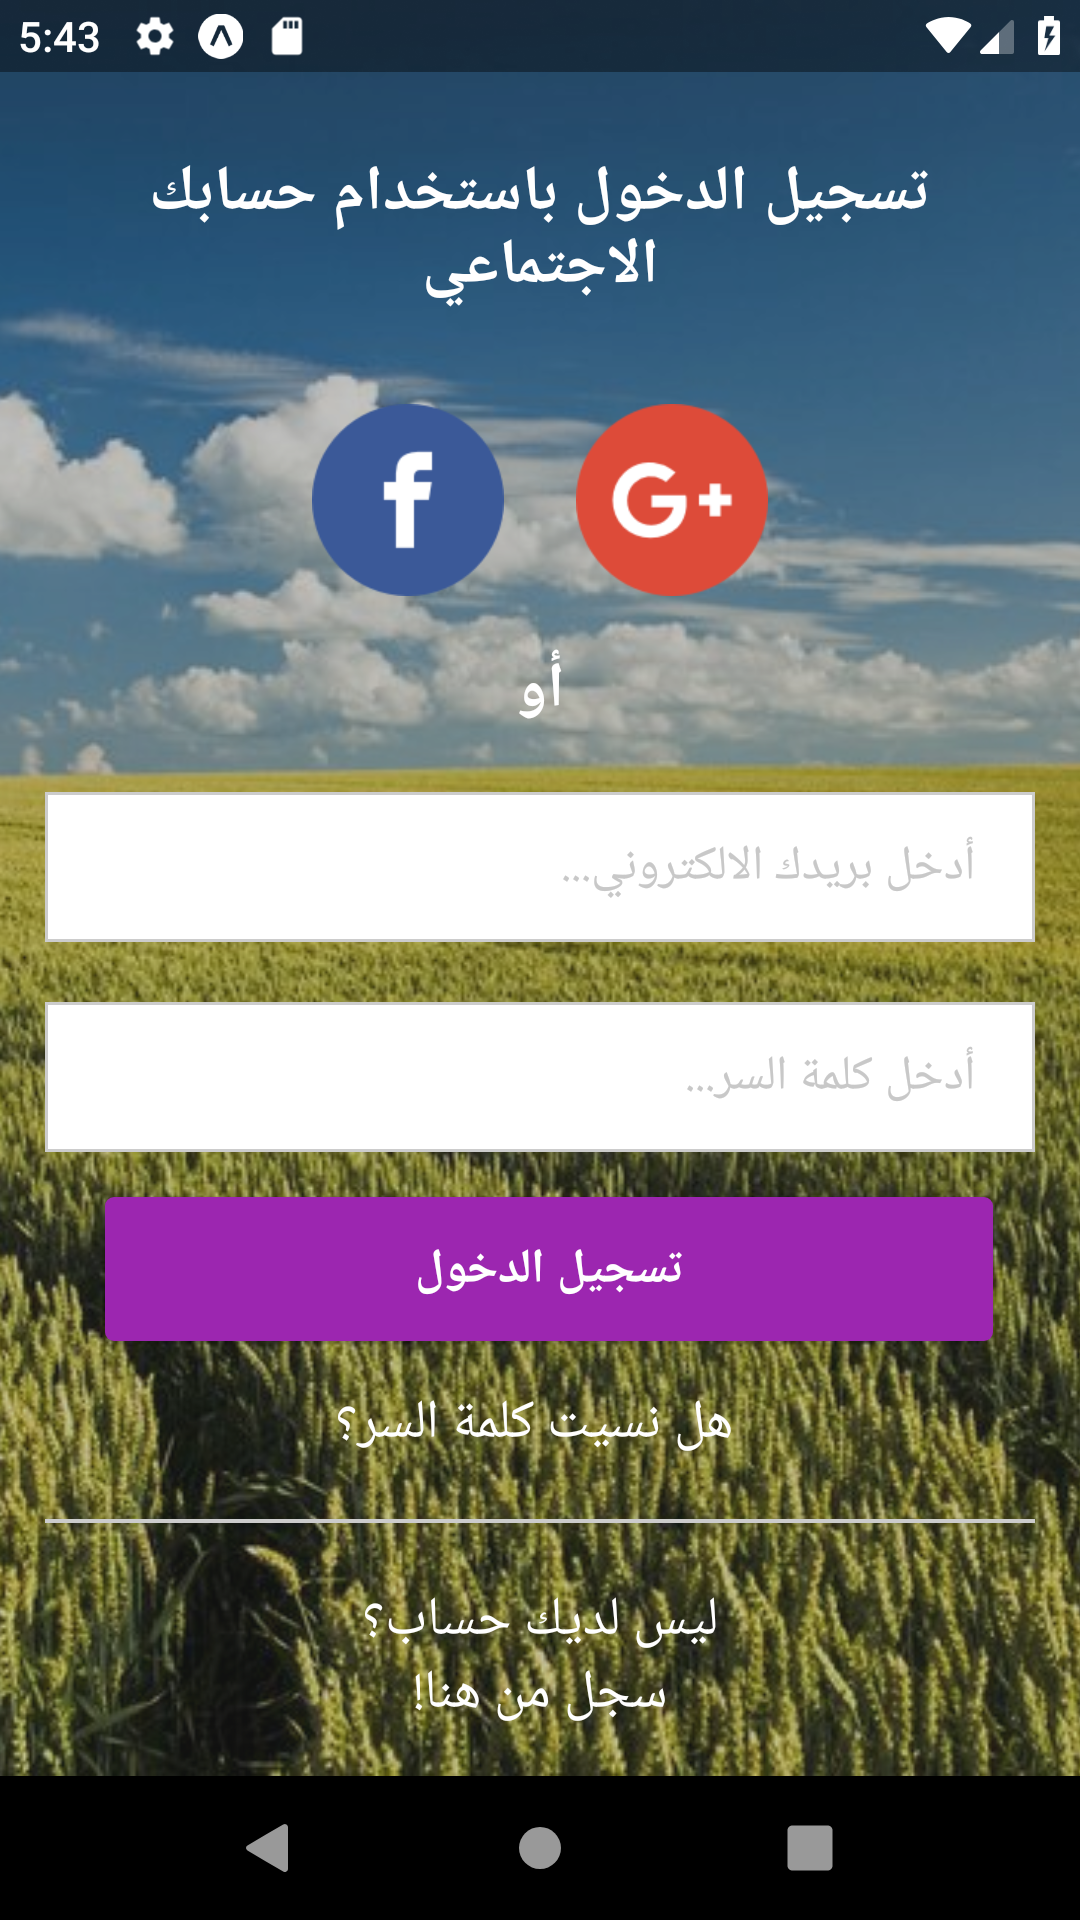 5:43
تسجيل الدخول باستخدام حسابك
الاجتماعي
f
G+
أو
أدخل بريدك الالكتروني...
أدخل كلمة السر...
تسجيل الدخول
هل نسيت كلمة السر؟
ليس لديك حساب؟
سجل من هنا!